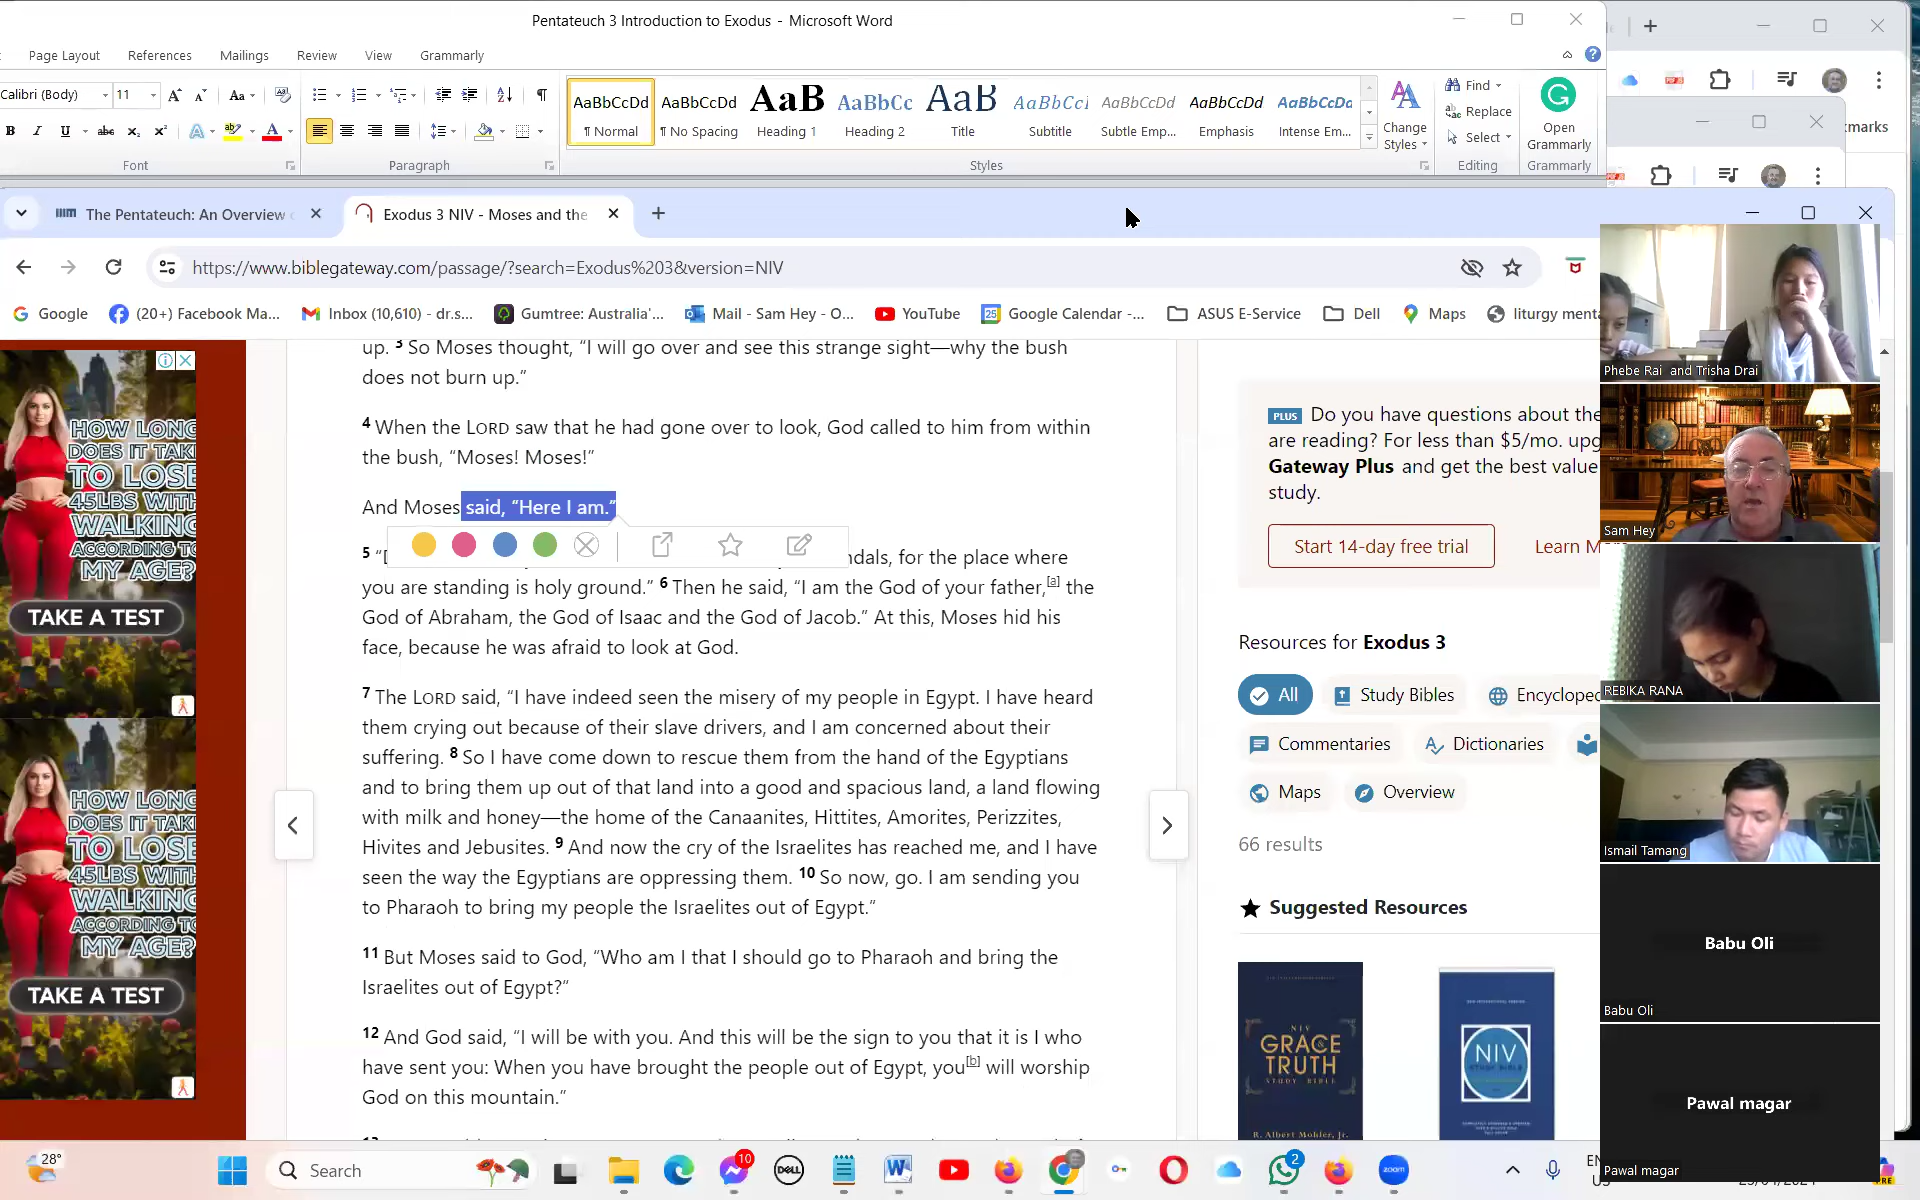 Pentateuch 3 Introduction to Exodus - Microsoft Word
Page Layout References Mailings Review View Grammarly
Calibri (Body) 11 Aa
AaBbCcDd AaBbCcDd AaB AaBbCc AaB AaBbCcI AaBbCcDd AaBbCcDd AaBbCcDc
¶ Normal ¶ No Spacing Heading 1 Heading 2 Title Subtitle Subtle Emp... Emphasis Intense Em...
Change Styles
Find
Replace
Select
Open Grammarly
Font Paragraph Styles Editing Grammarly
kmarks
The Pentateuch: An Overview Exodus 3 NIV - Moses and the
https://www.biblegateway.com/passage/?search=Exodus%203&version=NIV
Google (20+) Facebook Ma... Inbox (10,610) - dr.s... Gumtree: Australia'... Mail - Sam Hey - O... YouTube Google Calendar -... ASUS E-Service Dell Maps liturgy menta
up. 3 So Moses thought, “I will go over and see this strange sight—why the bush
does not burn up.”
4 When the LORD saw that he had gone over to look, God called to him from within
the bush, “Moses! Moses!”
And Moses said, “Here I am.”
5 ndals, for the place where
you are standing is holy ground.” 6 Then he said, “I am the God of your father,[a] the
God of Abraham, the God of Isaac and the God of Jacob.” At this, Moses hid his
face, because he was afraid to look at God.
7 The LORD said, “I have indeed seen the misery of my people in Egypt. I have heard
them crying out because of their slave drivers, and I am concerned about their
suffering. 8 So I have come down to rescue them from the hand of the Egyptians
and to bring them up out of that land into a good and spacious land, a land flowing
with milk and honey—the home of the Canaanites, Hittites, Amorites, Perizzites,
Hivites and Jebusites. 9 And now the cry of the Israelites has reached me, and I have
seen the way the Egyptians are oppressing them. 10 So now, go. I am sending you
to Pharaoh to bring my people the Israelites out of Egypt.”
11 But Moses said to God, “Who am I that I should go to Pharaoh and bring the
Israelites out of Egypt?”
12 And God said, “I will be with you. And this will be the sign to you that it is I who
have sent you: When you have brought the people out of Egypt, you[b] will worship
God on this mountain.”
HOW LONG
DOES IT TAKE
TO LOSE
45LBS WITH
WALKING
ACCORDING TO
MY AGE?
TAKE A TEST
HOW LONG
DOES IT TAKE
TO LOSE
45LBS WITH
WALKING
ACCORDING TO
MY AGE?
TAKE A TEST
PLUS Do you have questions about the
are reading? For less than $5/mo. upg
Gateway Plus and get the best value
study.
Start 14-day free trial Learn M
Resources for Exodus 3
All Study Bibles Encycloped
Commentaries Dictionaries
Maps Overview
66 results
Suggested Resources
NIV
GRACE & TRUTH
STUDY BIBLE
R. Albert Mohler, Jr.
NIV
STUDY BIBLE
Phebe Rai and Trisha Drai
Sam Hey
REBIKA RANA
Ismail Tamang
Babu Oli
Babu Oli
Pawal magar
Pawal magar
28°
Search
10
DELL
2
zoom